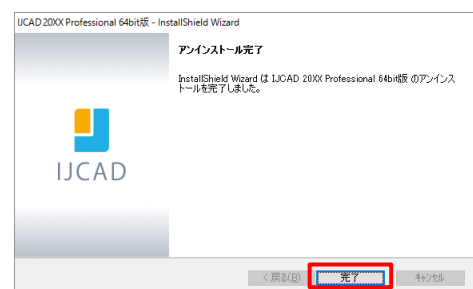 IJCAD 20XX Professional 64bit版 - InstallShield Wizard
アンインストール完了
InstallShield Wizard は IJCAD 20XX Professional 64bit版 のアンインス
トールを完了しました。
IJCAD
< 戻る(B)
完了
キャンセル